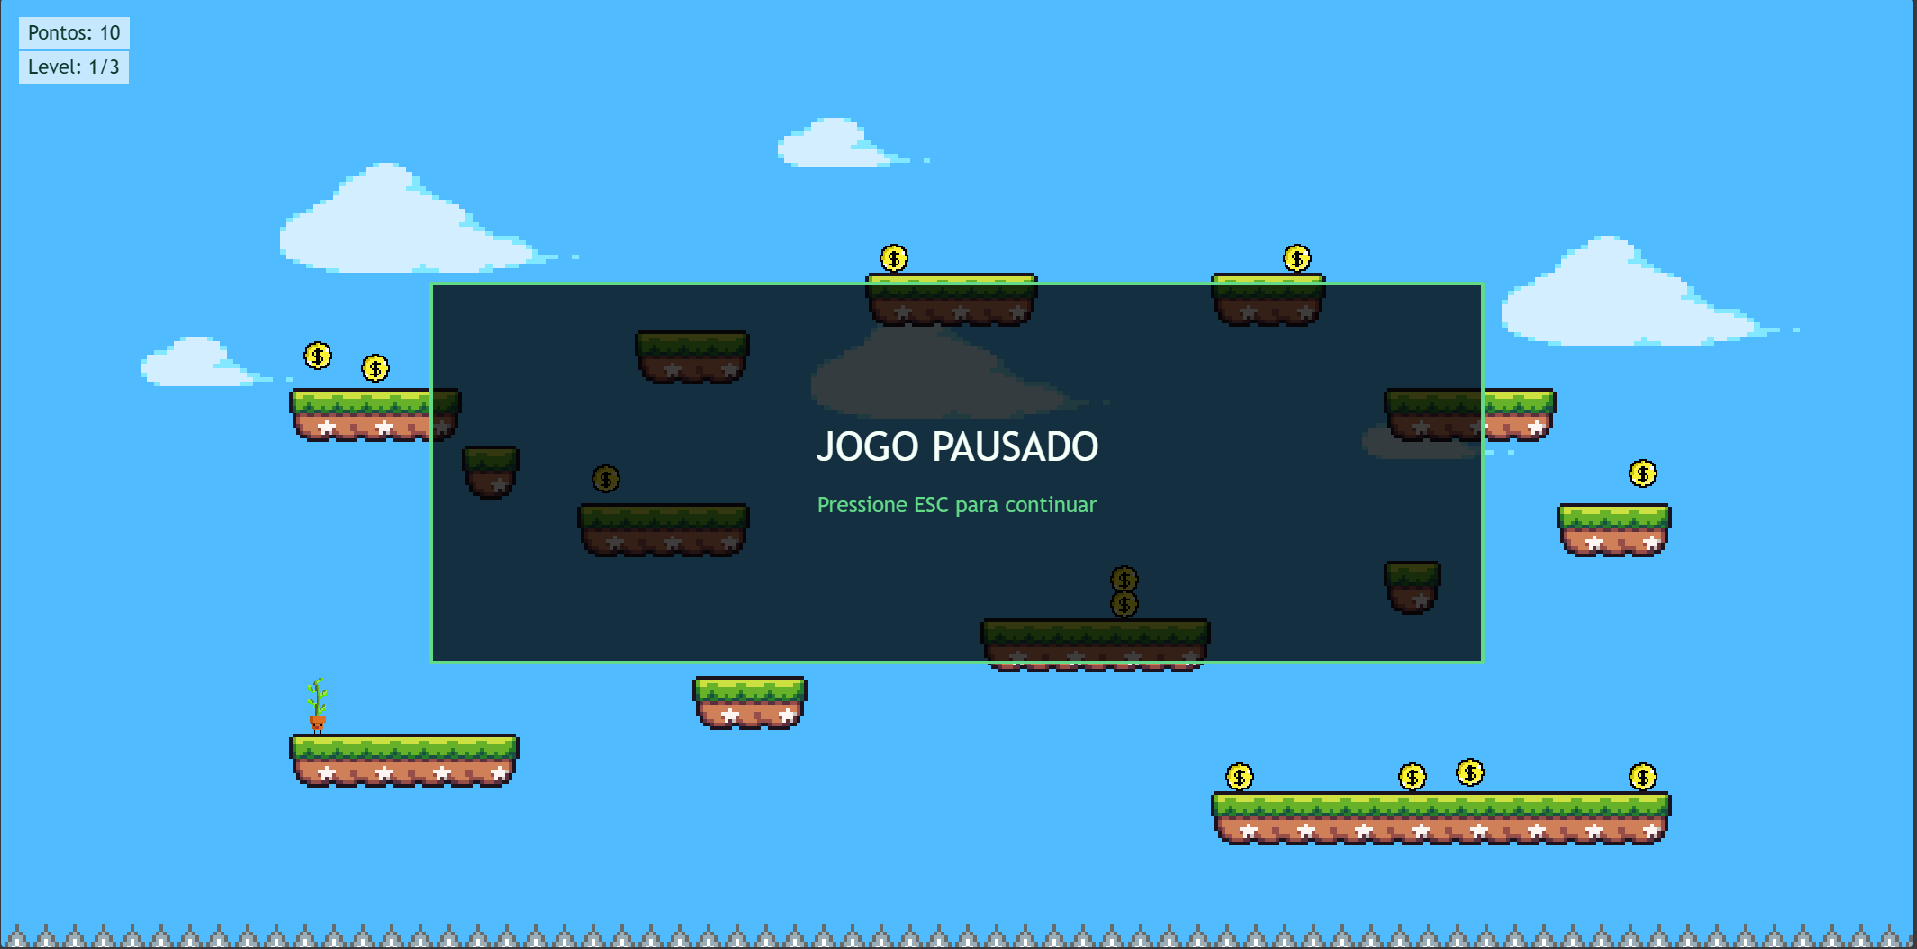 Pontos: 10
Level: 1/3
JOGO PAUSADO
Pressione ESC para continuar